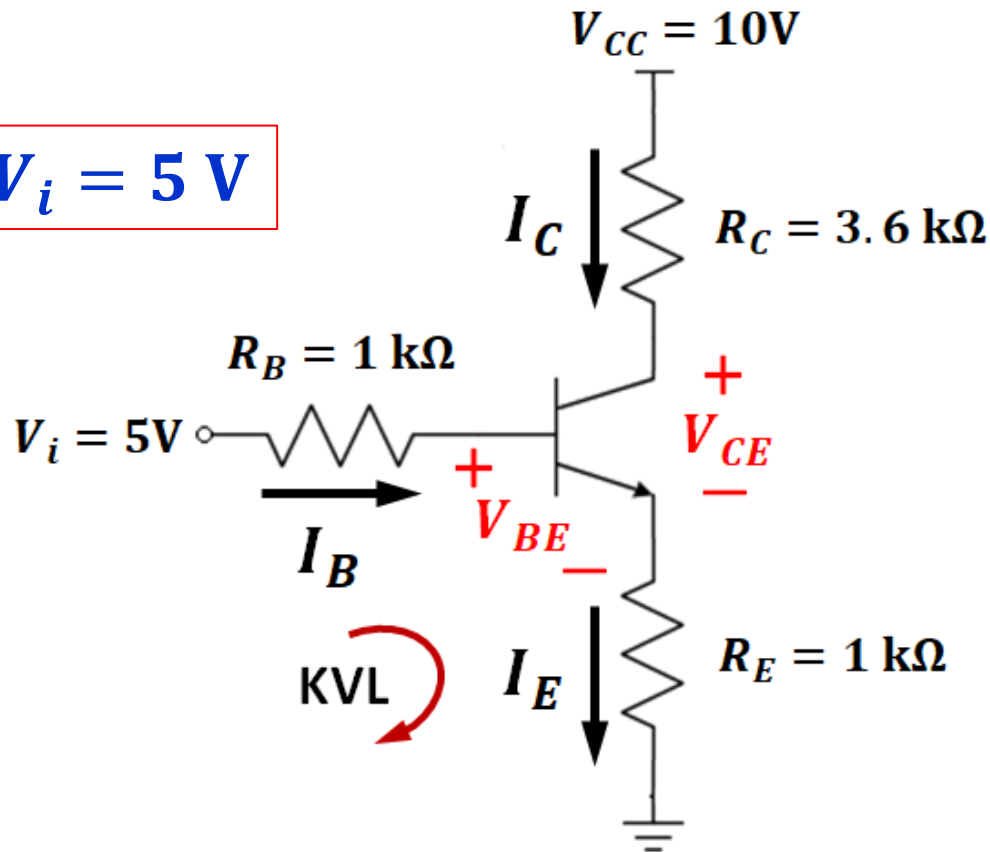 V_CC = 10V
V_i = 5 V
I_C
R_C = 3.6 kΩ
R_B = 1 kΩ
+
V_i = 5V
V_CE
+
−
V_BE
I_B
−
KVL
I_E
R_E = 1 kΩ